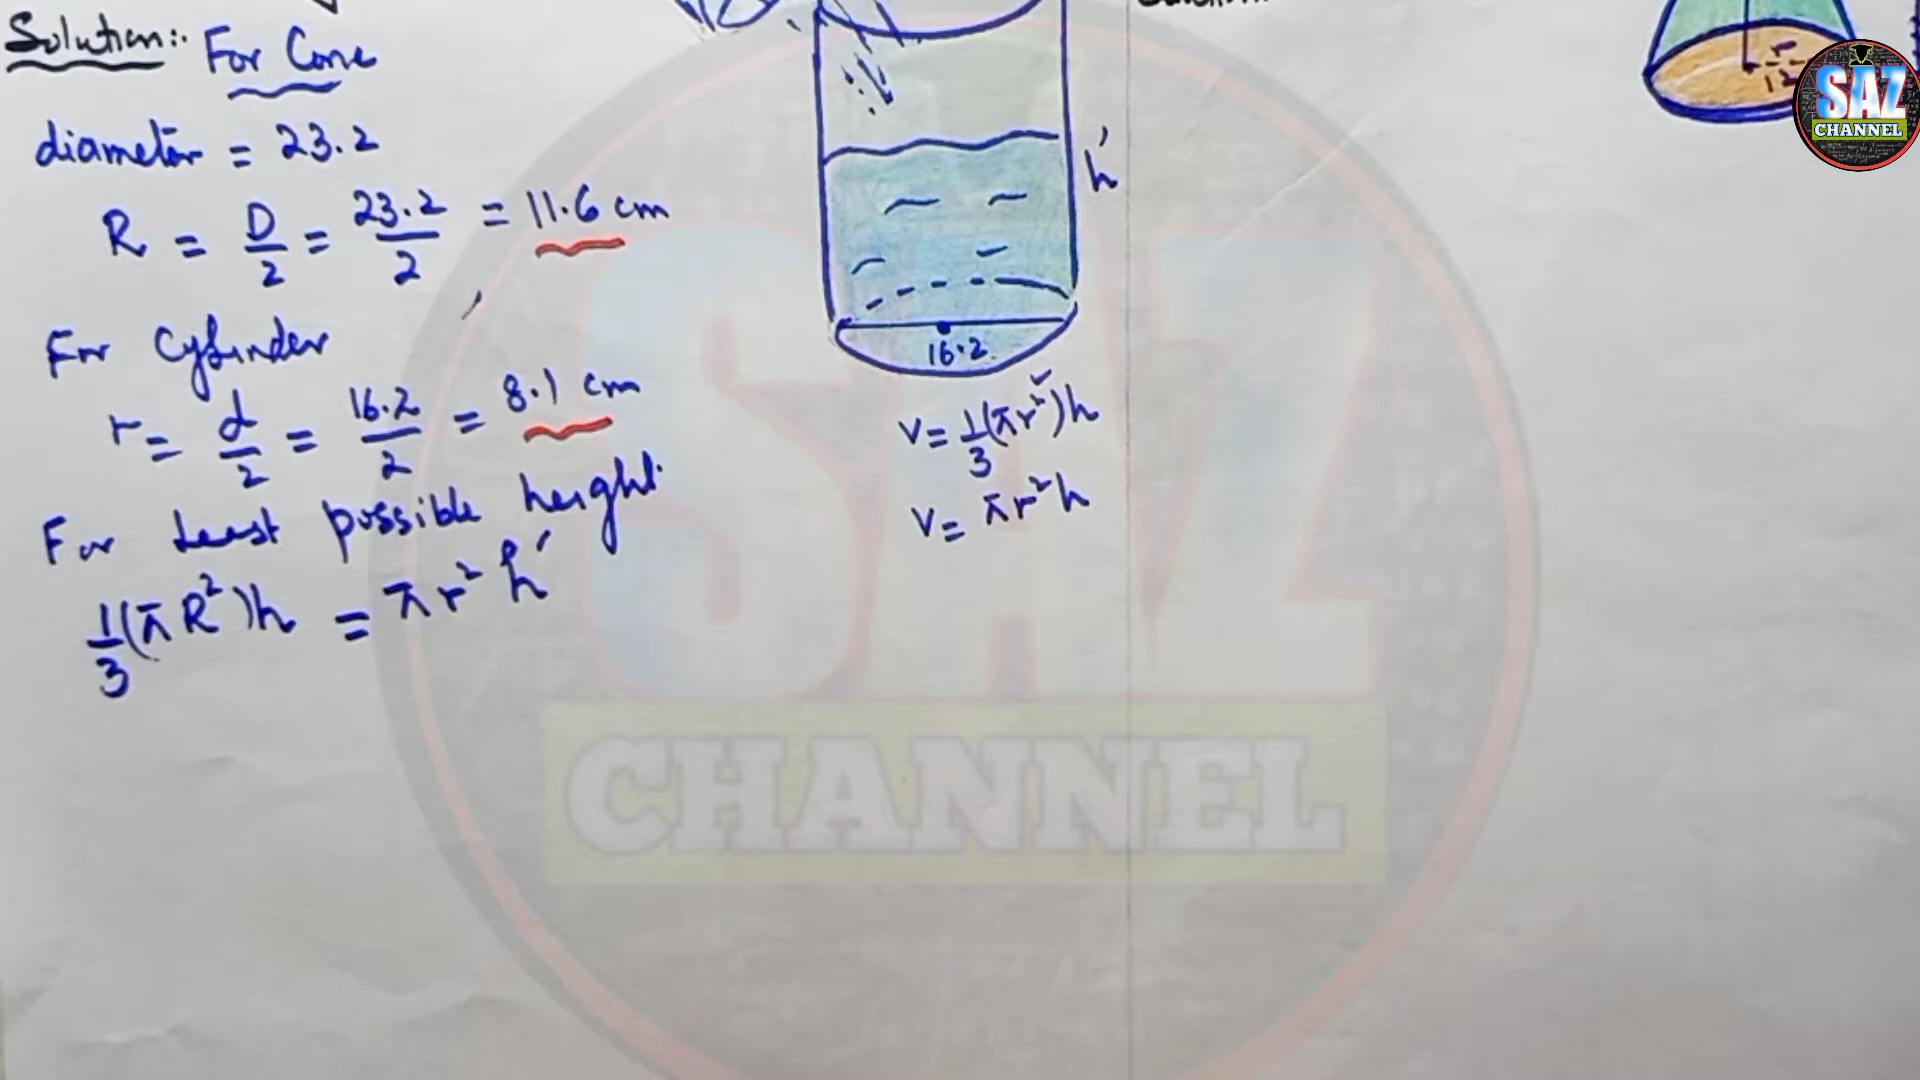 Solution:. For Cone
diameter = 23.2
R = D/2 = 23.2/2 = 11.6 cm
For Cylinder
r = d/2 = 16.2/2 = 8.1 cm
For Least possible height
1/3(πR²)h = πr²h′
h′
16.2
V = 1/3(πr²)h
V = πr²h
r
SAZ
CHANNEL
SAZ
CHANNEL